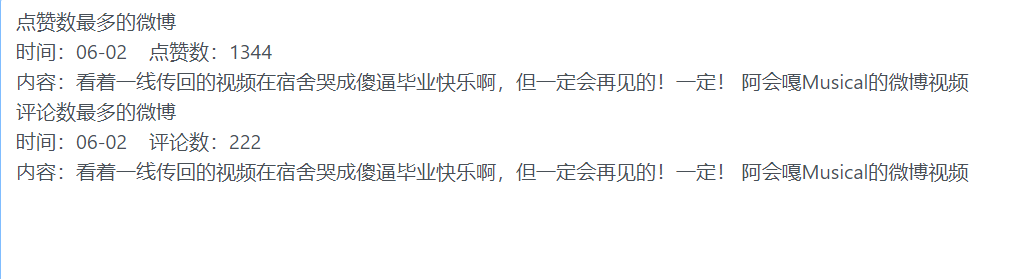 点赞数最多的微博
时间：06-02    点赞数：1344
内容：看着一线传回的视频在宿舍哭成傻逼毕业快乐啊，但一定会再见的！一定！ 阿会嘎Musical的微博视频
评论数最多的微博
时间：06-02    评论数：222
内容：看着一线传回的视频在宿舍哭成傻逼毕业快乐啊，但一定会再见的！一定！ 阿会嘎Musical的微博视频